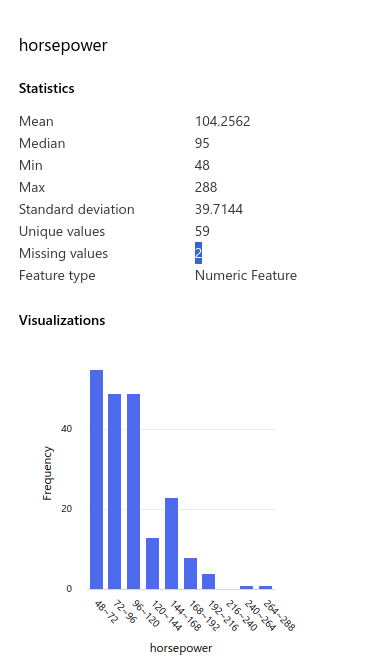 horsepower
Statistics
Mean 104.2562
Median 95
Min 48
Max 288
Standard deviation 39.7144
Unique values 59
Missing values 2
Feature type Numeric Feature
Visualizations
Frequency
40
20
0
48~72 72~96 96~120 120~144 144~168 168~192 192~216 216~240 240~264 264~288
horsepower